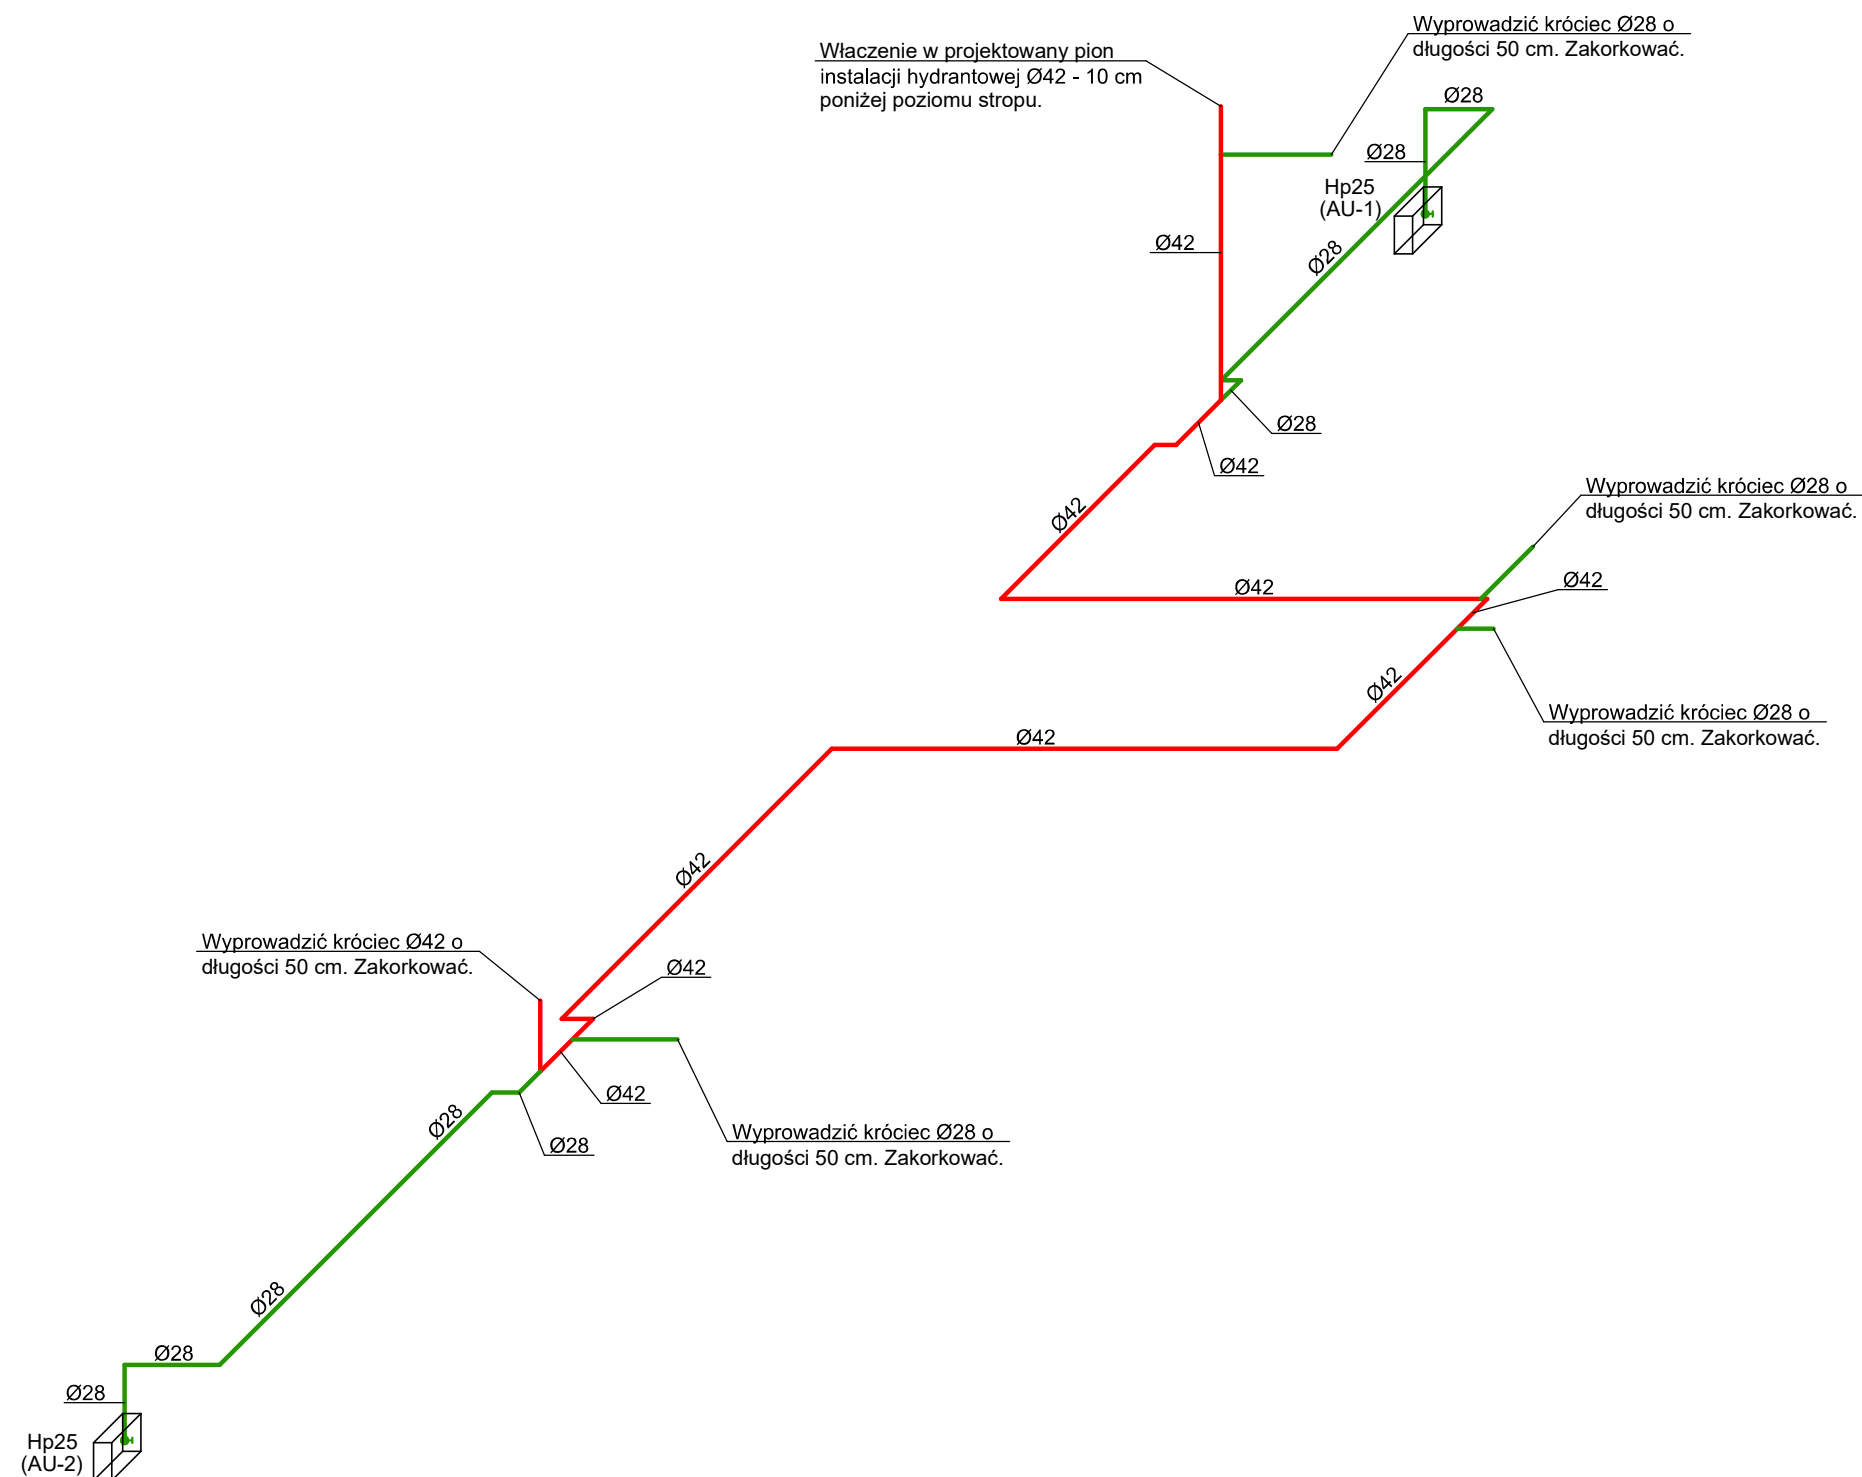 Wyprowadzić króciec Ø28 o
długości 50 cm. Zakorkować.
Właczenie w projektowany pion
instalacji hydrantowej Ø42 - 10 cm
poniżej poziomu stropu.
Ø28
Ø28
Hp25
(AU-1)
Ø42
Ø28
Ø28
Ø42
Wyprowadzić króciec Ø28 o
długości 50 cm. Zakorkować.
Ø42
Ø42
Ø42
Ø42
Wyprowadzić króciec Ø28 o
długości 50 cm. Zakorkować.
Ø42
Ø42
Wyprowadzić króciec Ø42 o
długości 50 cm. Zakorkować.
Ø42
Ø42
Ø28
Ø28
Wyprowadzić króciec Ø28 o
długości 50 cm. Zakorkować.
Ø28
Ø28
Ø28
Hp25
(AU-2)